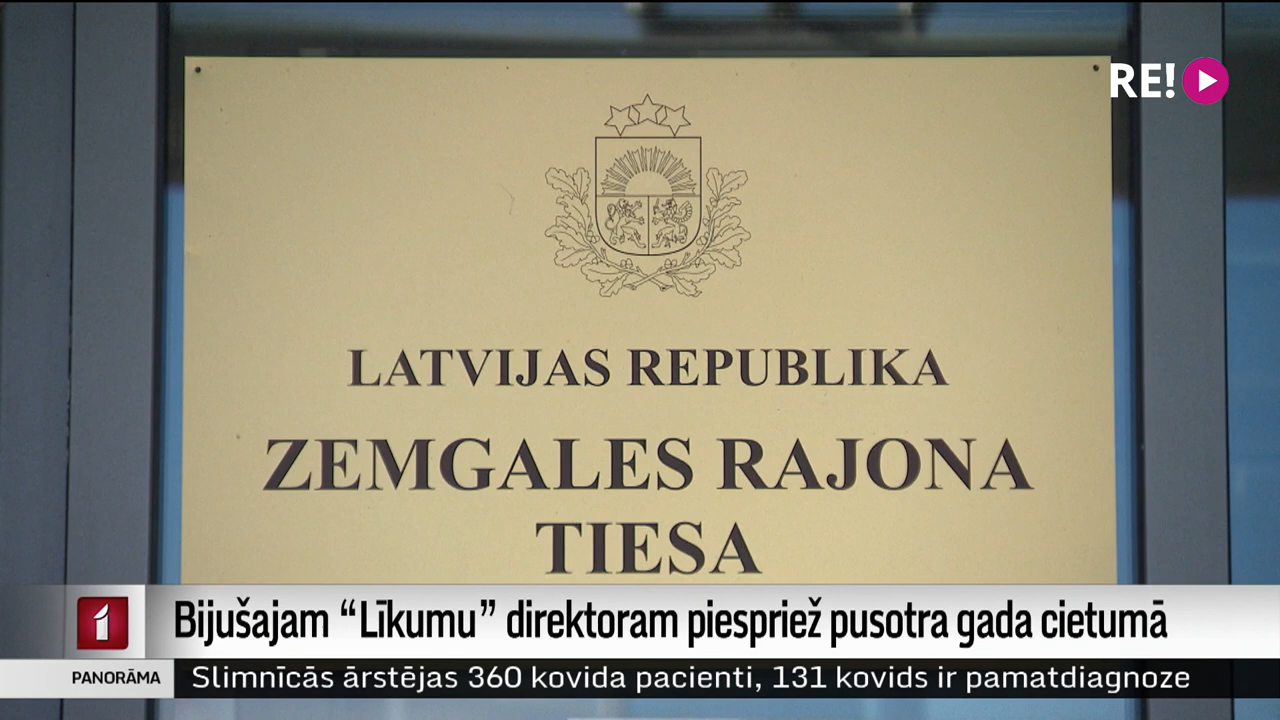 RE!
LATVIJAS REPUBLIKA
ZEMGALES RAJONA
TIESA
1
Bijušajam “Līkumu” direktoram piespriež pusotra gada cietumā
PANORĀMA
Slimnīcās ārstējas 360 kovida pacienti, 131 kovids ir pamatdiagnoze